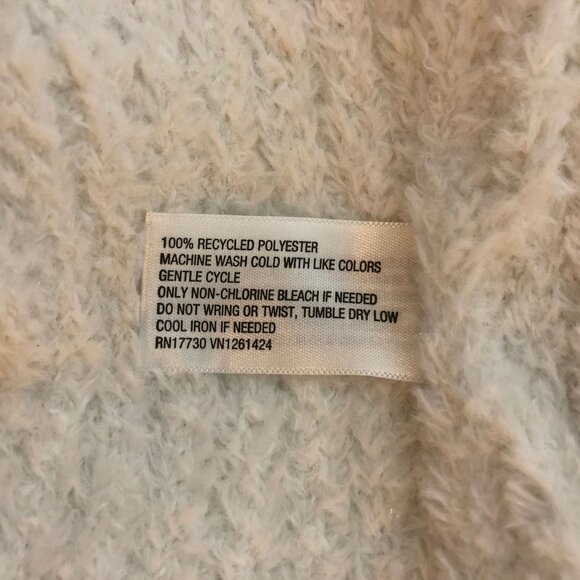 100% RECYCLED POLYESTER
MACHINE WASH COLD WITH LIKE COLORS
GENTLE CYCLE
ONLY NON-CHLORINE BLEACH IF NEEDED
DO NOT WRING OR TWIST, TUMBLE DRY LOW
COOL IRON IF NEEDED
RN17730 VN1261424